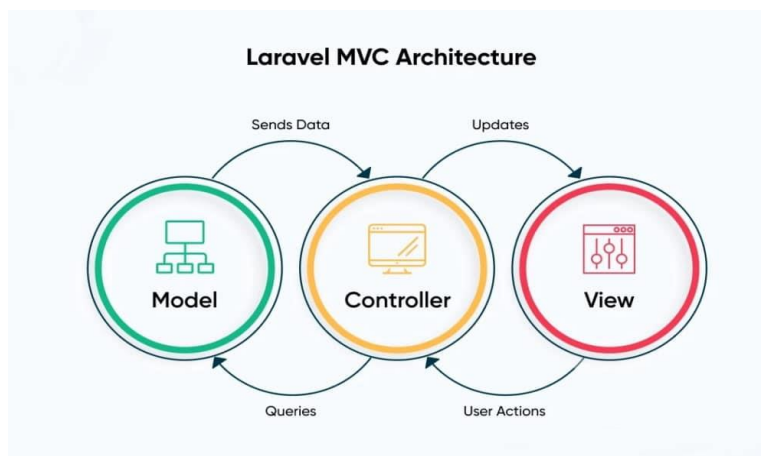 Laravel MVC Architecture
Sends Data
Updates
Model
Controller
View
Queries
User Actions